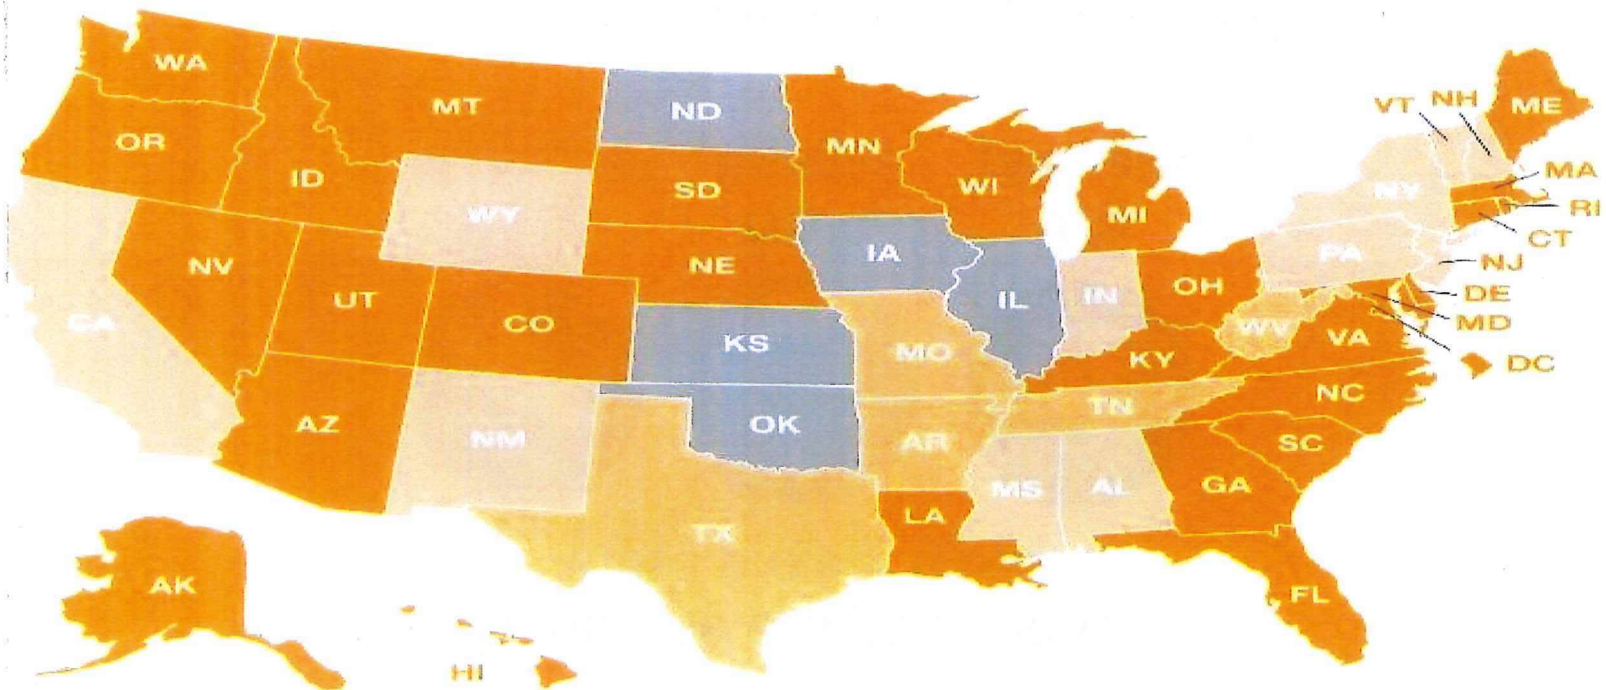 WA
MT
ND
MN
VT
NH
ME
OR
ID
SD
WI
MI
MA
WY
NY
RI
NV
NE
IA
PA
CT
UT
CO
IL
IN
OH
NJ
DE
CA
KS
MO
KY
WV
VA
MD
DC
AZ
NM
OK
AR
TN
NC
SC
TX
LA
MS
AL
GA
AK
HI
FL